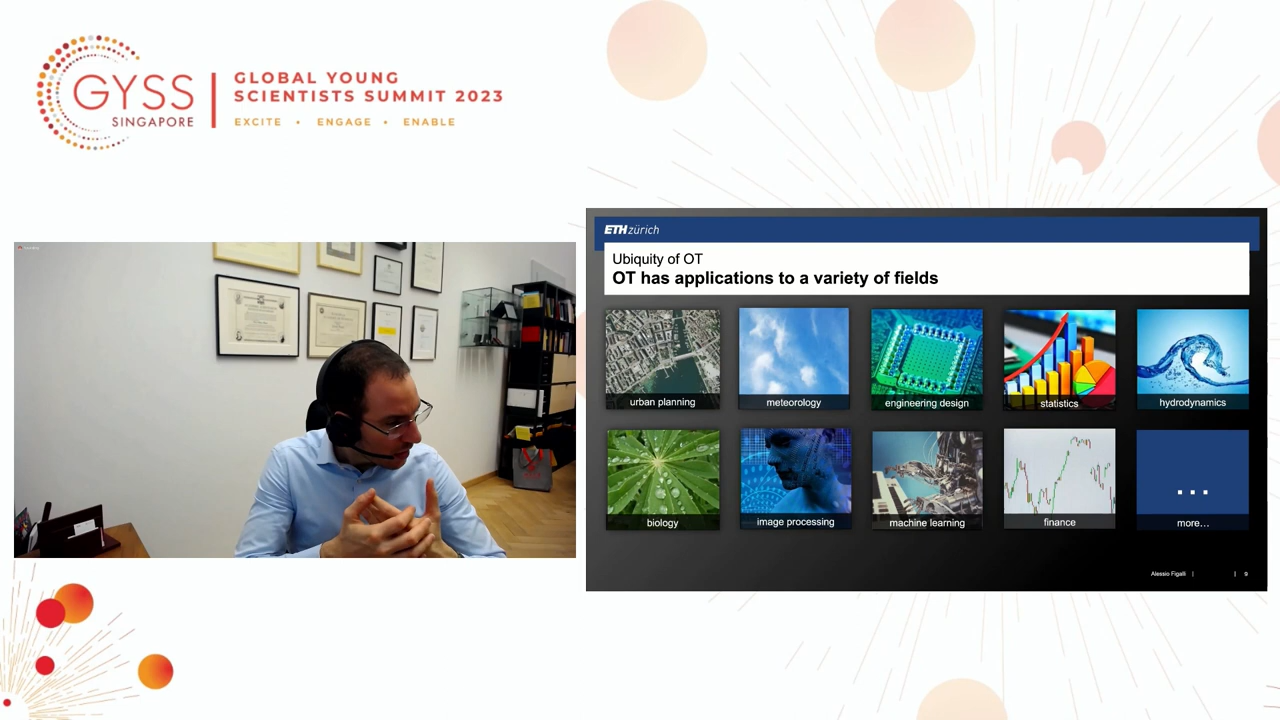 GYSS
SINGAPORE
GLOBAL YOUNG
SCIENTISTS SUMMIT 2023
EXCITE • ENGAGE • ENABLE
ETH zürich
Ubiquity of OT
OT has applications to a variety of fields
urban planning
meteorology
engineering design
statistics
hydrodynamics
biology
image processing
machine learning
finance
...
more...
Alessio Figalli | | 9